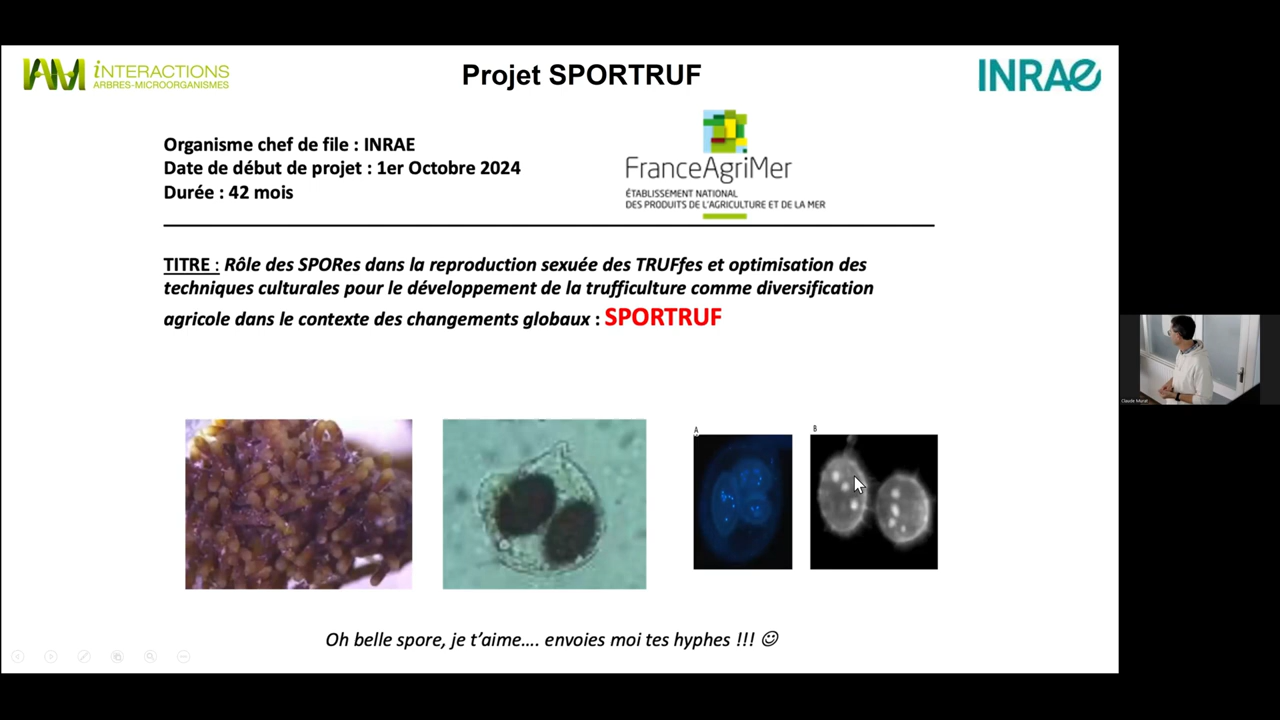 IAM iNTERACTIONS
ARBRES-MICROORGANISMES
Projet SPORTRUF
INRAE
Organisme chef de file : INRAE
Date de début de projet : 1er Octobre 2024
Durée : 42 mois
FranceAgriMer
ÉTABLISSEMENT NATIONAL
DES PRODUITS DE L'AGRICULTURE ET DE LA MER
TITRE : Rôle des SPORes dans la reproduction sexuée des TRUFfes et optimisation des
techniques culturales pour le développement de la trufficulture comme diversification
agricole dans le contexte des changements globaux : SPORTRUF
A
B
Oh belle spore, je t'aime…. envoies moi tes hyphes !!! ☺
Claude Murat